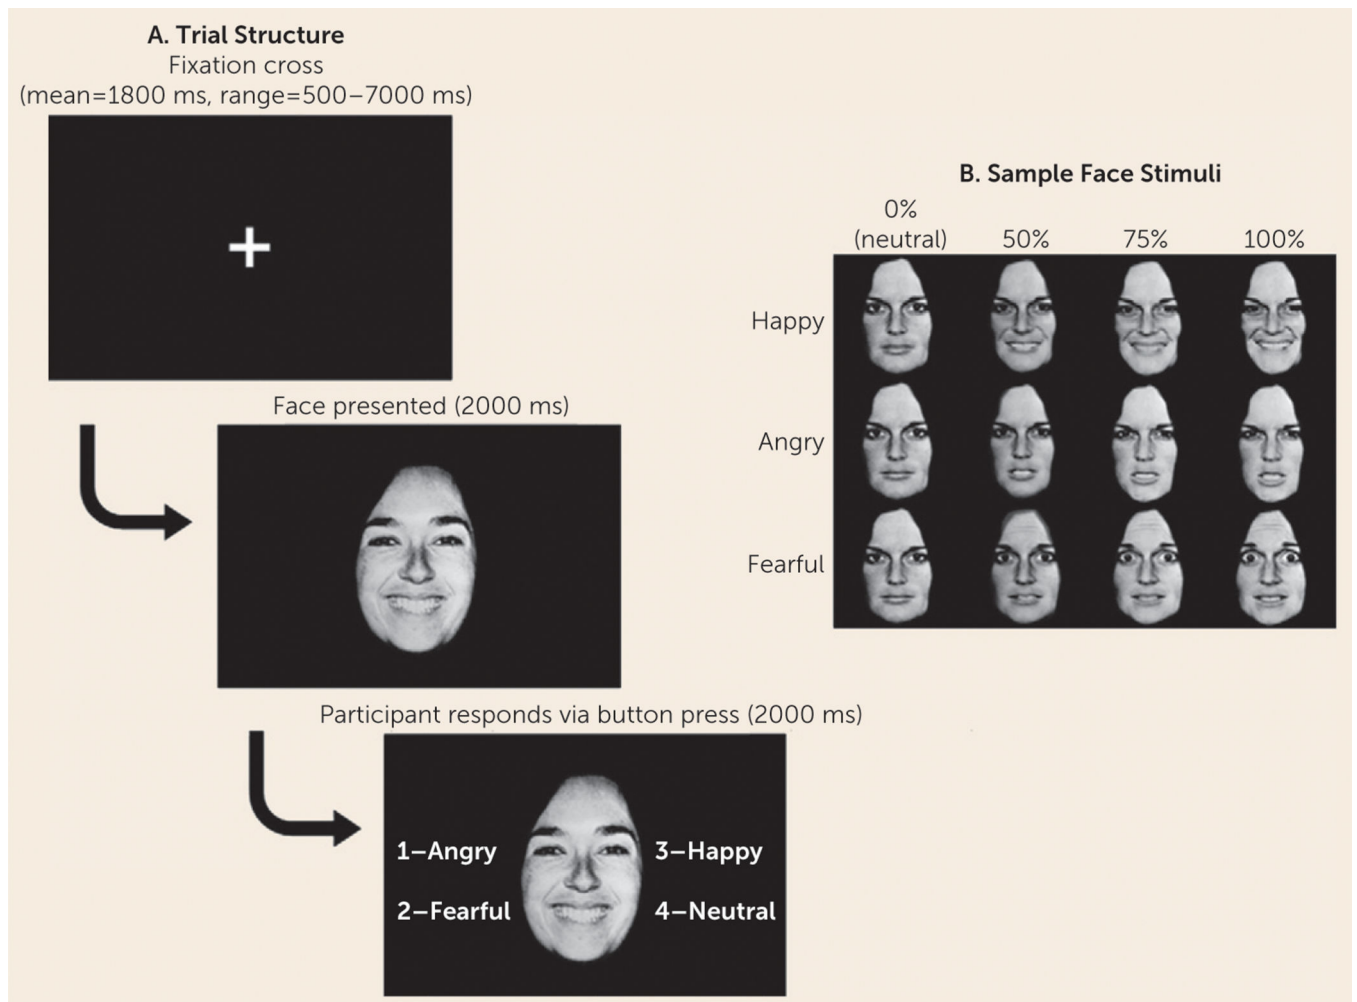 A. Trial Structure
Fixation cross
(mean=1800 ms, range=500–7000 ms)
Face presented (2000 ms)
Participant responds via button press (2000 ms)
1–Angry
2–Fearful
3–Happy
4–Neutral
B. Sample Face Stimuli
0%
(neutral) 50% 75% 100%
Happy
Angry
Fearful